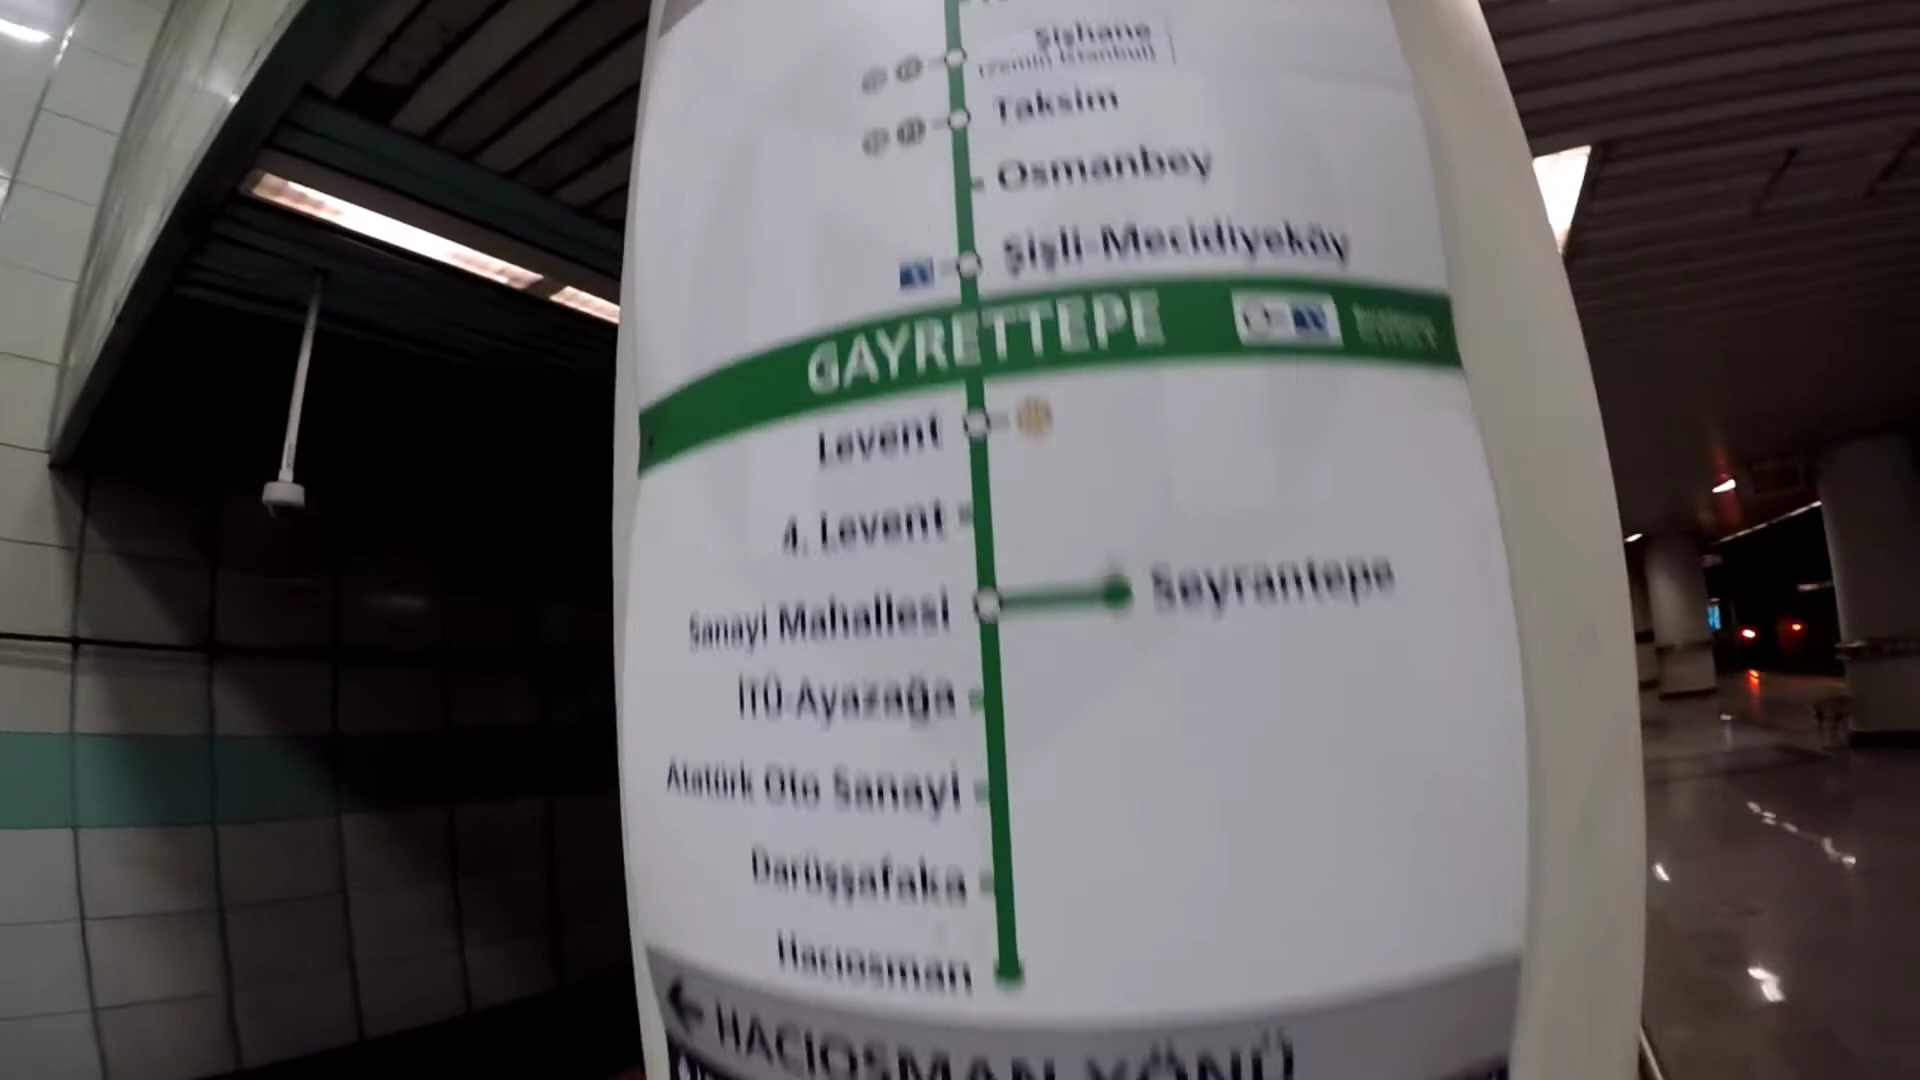 Şişhane
Taksim
Osmanbey
Şişli-Mecidiyeköy
GAYRETTEPE
Levent
4. Levent
Sanayi Mahallesi
Seyrantepe
İTÜ-Ayazağa
Atatürk Oto Sanayi
Darüşşafaka
Hacıosman
← HACIOSMAN YÖNÜ